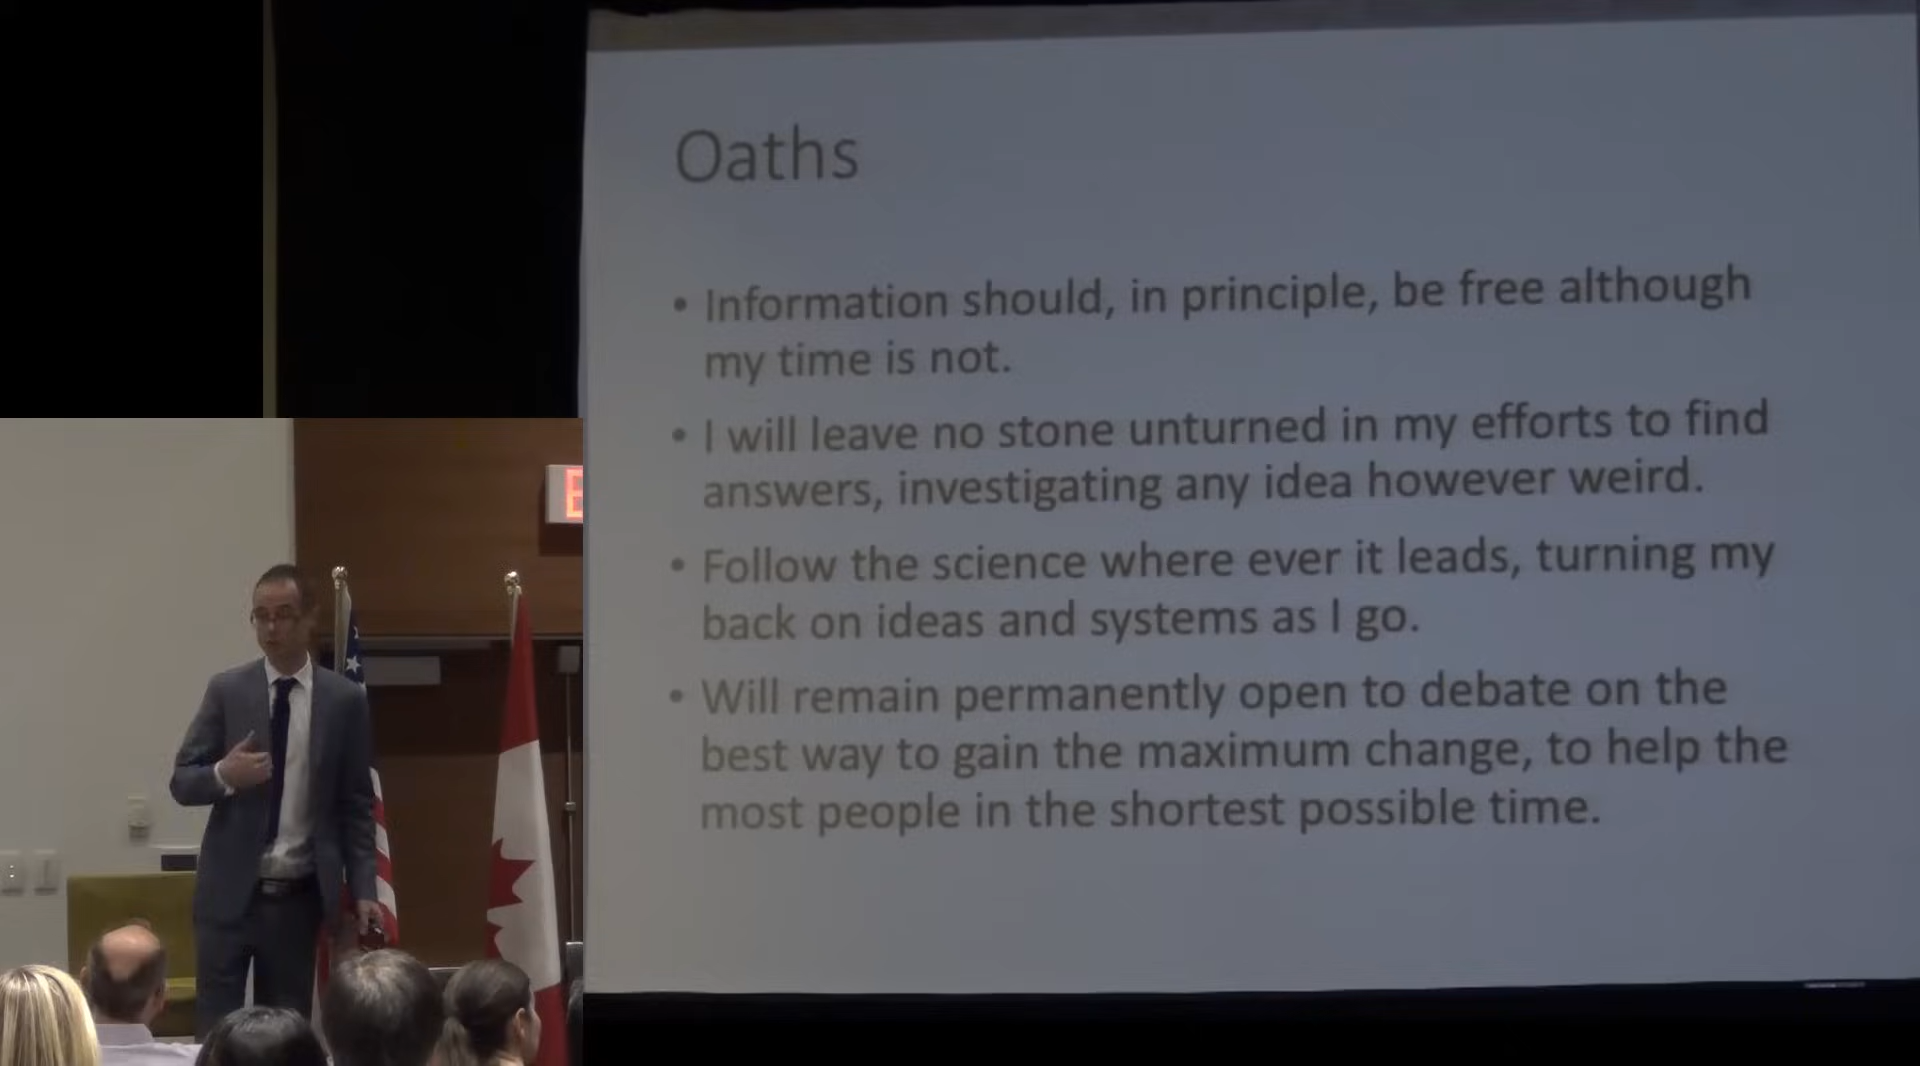 Oaths
• Information should, in principle, be free although
my time is not.
• I will leave no stone unturned in my efforts to find
answers, investigating any idea however weird.
• Follow the science where ever it leads, turning my
back on ideas and systems as I go.
• Will remain permanently open to debate on the
best way to gain the maximum change, to help the
most people in the shortest possible time.
E